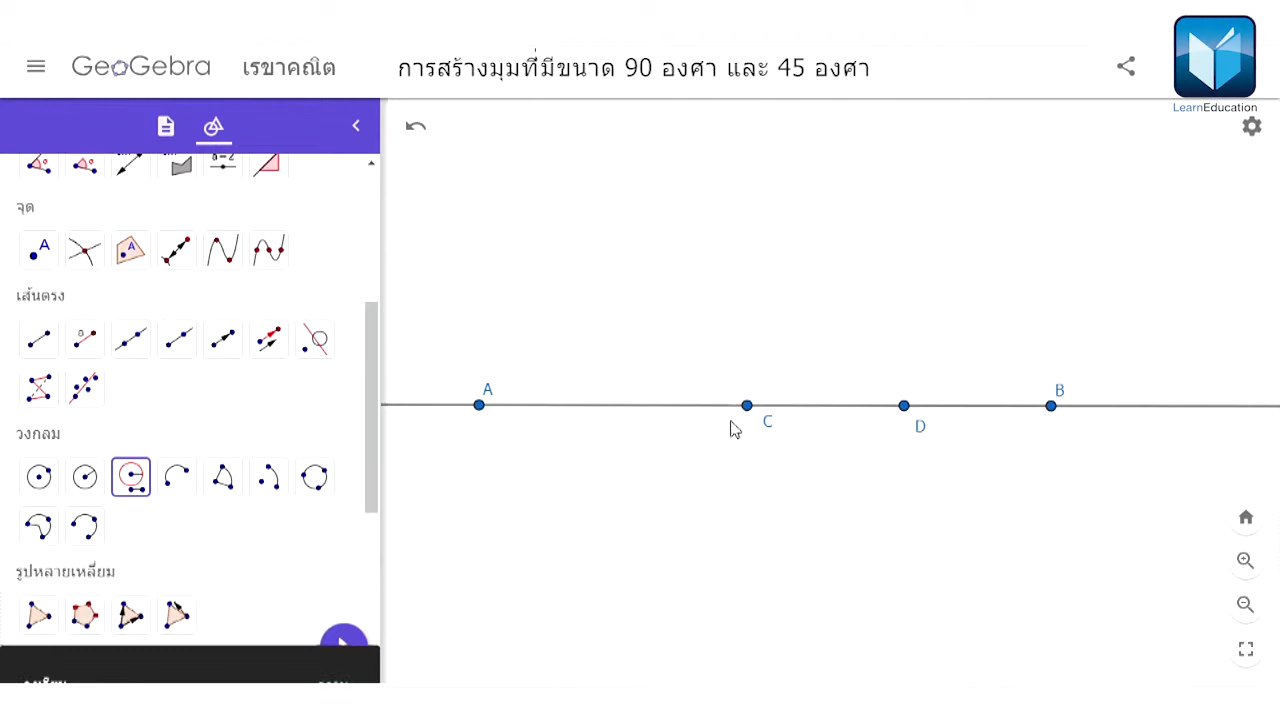 GeoGebra เรขาคณิต
การสร้างมุมที่มีขนาด 90 องศา และ 45 องศา
LearnEducation
a=2
จุด
A
A
เส้นตรง
a
วงกลม
รูปหลายเหลี่ยม
A
B
C
D